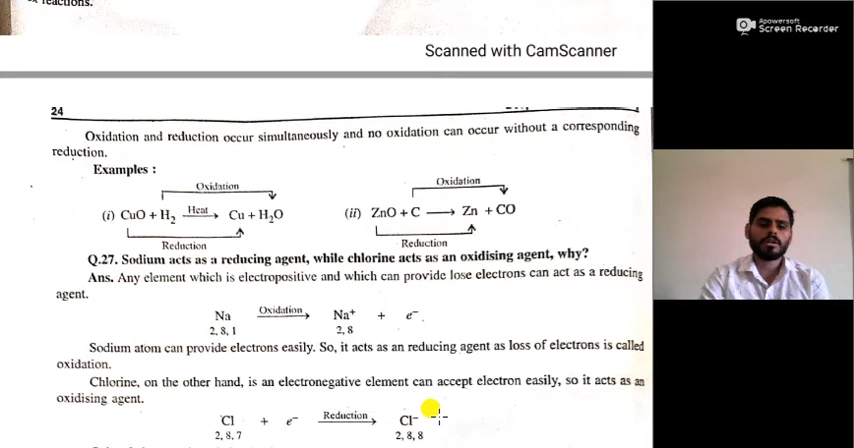 reactions.
Scanned with CamScanner
Apowersoft
Screen Recorder
24
Oxidation and reduction occur simultaneously and no oxidation can occur without a corresponding
reduction.
Examples :
Oxidation
Oxidation
(i) CuO + H₂ Heat → Cu + H₂O
(ii) ZnO + C → Zn + CO
Reduction
Reduction
Q.27. Sodium acts as a reducing agent, while chlorine acts as an oxidising agent, why?
Ans. Any element which is electropositive and which can provide lose electrons can act as a reducing
agent.
Na Oxidation → Na⁺ + e⁻.
2, 8, 1 2, 8
Sodium atom can provide electrons easily. So, it acts as an reducing agent as loss of electrons is called
oxidation.
Chlorine, on the other hand, is an electronegative element can accept electron easily, so it acts as an
oxidising agent.
Cl + e⁻ Reduction → Cl⁻
2, 8, 7 2, 8, 8